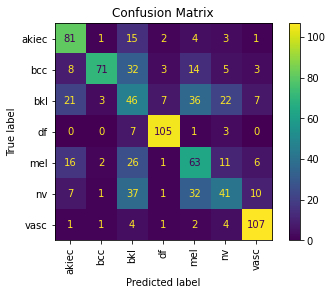 Confusion Matrix
akiec 81 1 15 2 4 3 1
bcc 8 71 32 3 14 5 3
bkl 21 3 46 7 36 22 7
df 0 0 7 105 1 3 0
mel 16 2 26 1 63 11 6
nv 7 1 37 1 32 41 10
vasc 1 1 4 1 2 4 107
akiec bcc bkl df mel nv vasc
Predicted label
True label
100
80
60
40
20
0